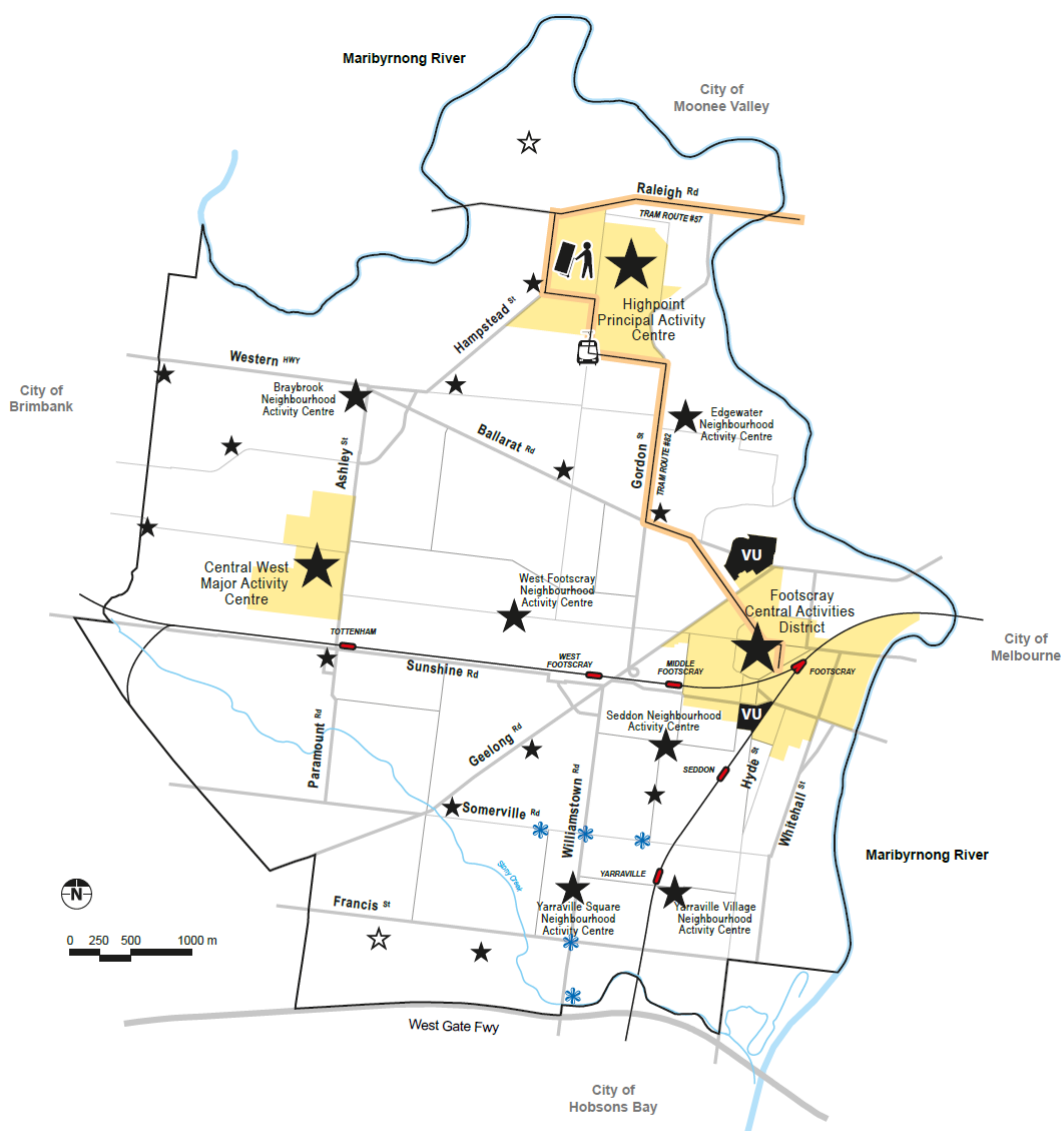 Maribyrnong River
City of
Moonee Valley
Raleigh Rd
TRAM ROUTE #57
Highpoint
Principal Activity
Centre
Hampstead St
Western HWY
City of
Brimbank
Braybrook
Neighbourhood
Activity Centre
Edgewater
Neighbourhood
Activity Centre
Ballarat Rd
Gordon St
TRAM ROUTE #82
Ashley St
VU
Central West
Major Activity
Centre
West Footscray
Neighbourhood
Activity Centre
Footscray
Central Activities
District
City of
Melbourne
TOTTENHAM
Sunshine Rd
WEST
FOOTSCRAY
MIDDLE
FOOTSCRAY
FOOTSCRAY
VU
Seddon Neighbourhood
Activity Centre
Paramount Rd
Geelong Rd
SEDDON
Hyde St
Whitehall St
Williamstown Rd
Somerville Rd
Maribyrnong River
Stony Creek
YARRAVILLE
N
Francis St
Yarraville Square
Neighbourhood
Activity Centre
Yarraville Village
Neighbourhood
Activity Centre
0 250 500 1000 m
West Gate Fwy
City of
Hobsons Bay